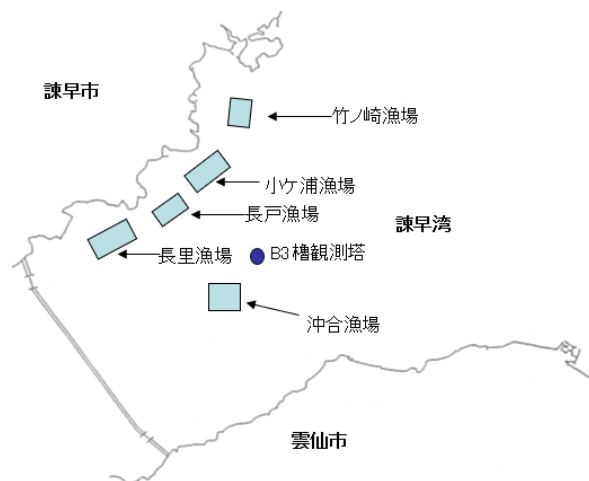 諫早市
竹ノ崎漁場
小ケ浦漁場
長戸漁場
諫早湾
長里漁場
B3櫓観測塔
沖合漁場
雲仙市